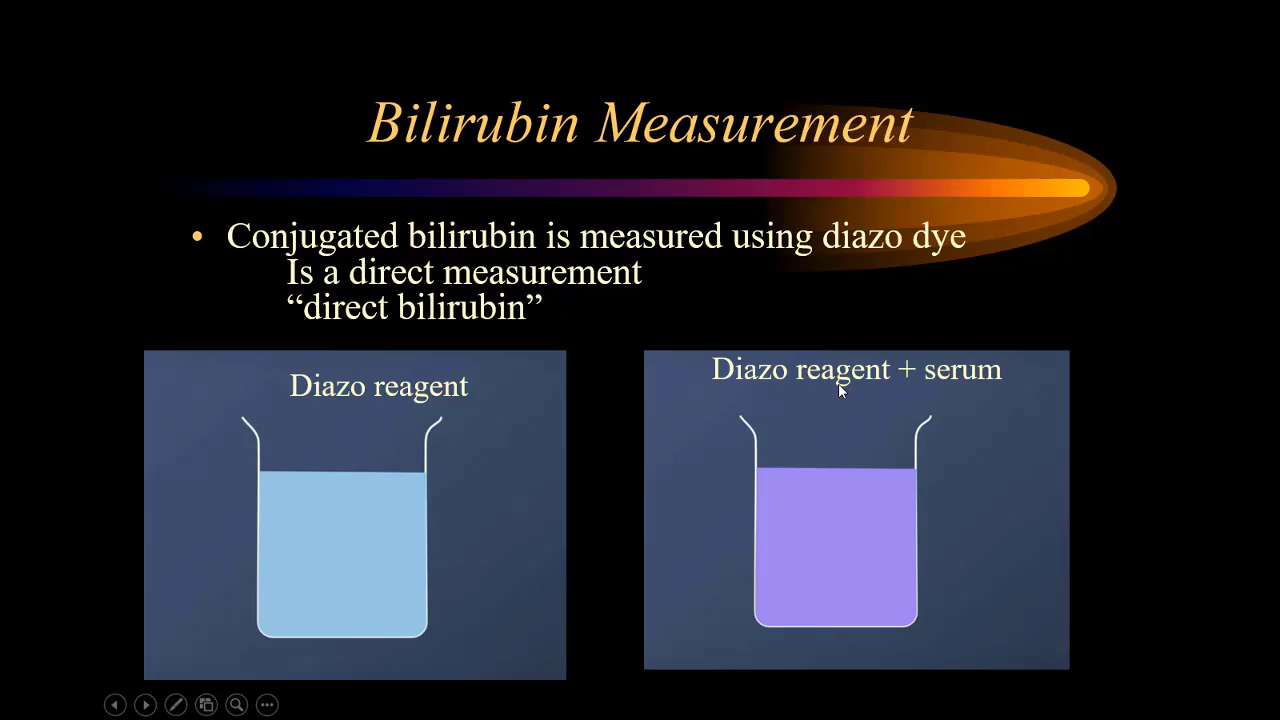 Bilirubin Measurement
• Conjugated bilirubin is measured using diazo dye
Is a direct measurement
“direct bilirubin”
Diazo reagent
Diazo reagent + serum